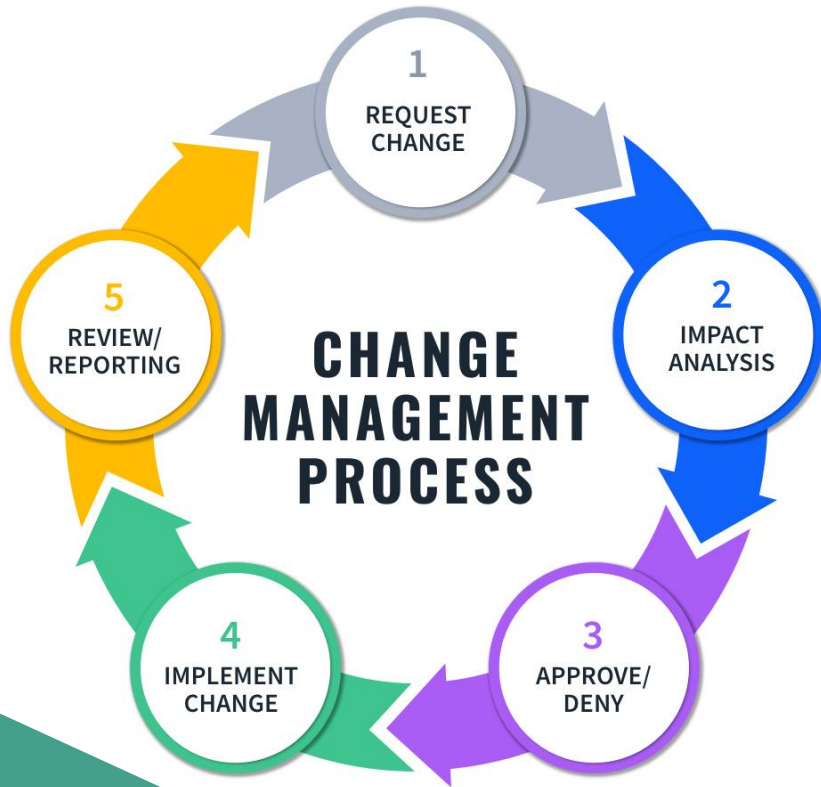 1
REQUEST
CHANGE
2
IMPACT
ANALYSIS
3
APPROVE/
DENY
4
IMPLEMENT
CHANGE
5
REVIEW/
REPORTING
CHANGE
MANAGEMENT
PROCESS